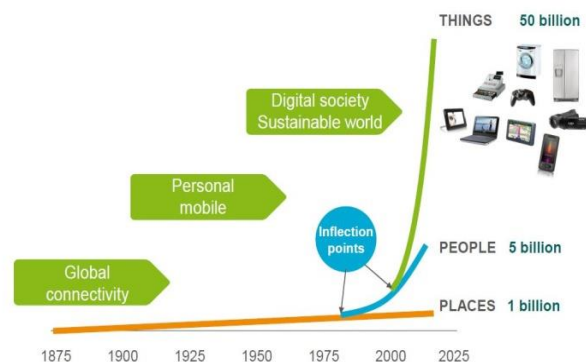 THINGS 50 billion
Digital society
Sustainable world
Personal
mobile
Inflection
points
PEOPLE 5 billion
Global
connectivity
PLACES 1 billion
1875 1900 1925 1950 1975 2000 2025